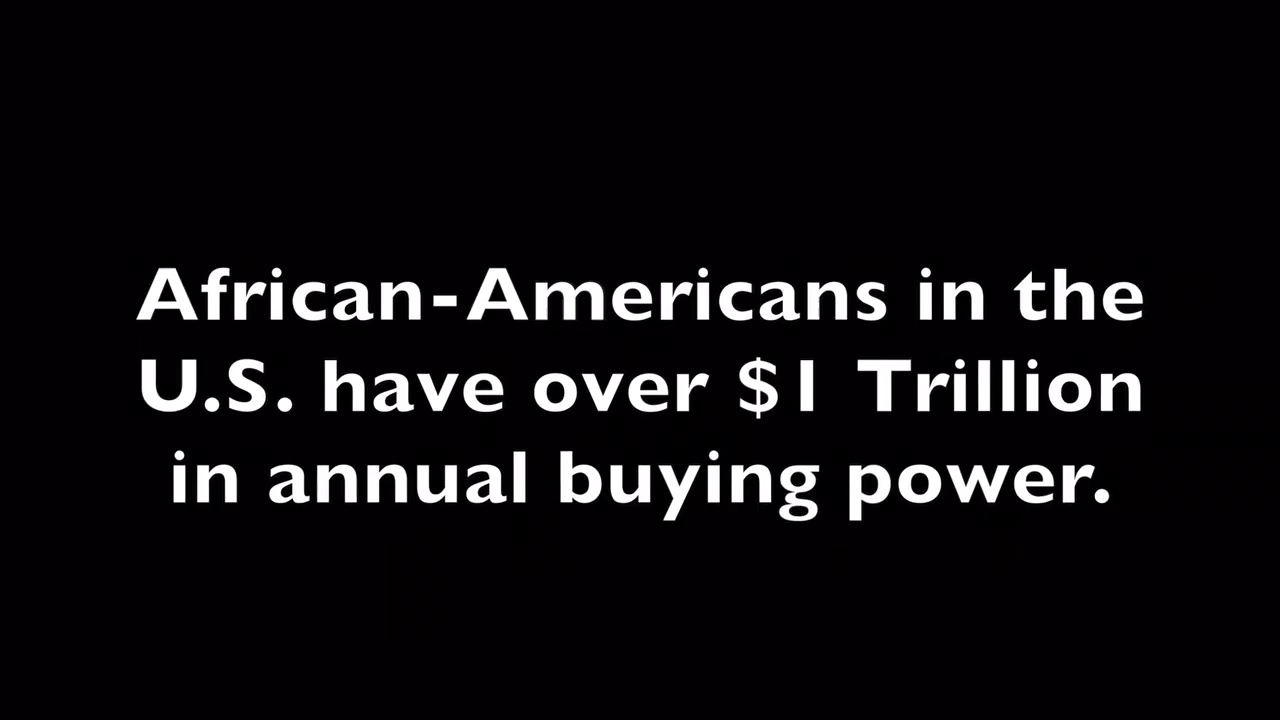 African-Americans in the
U.S. have over $1 Trillion
in annual buying power.